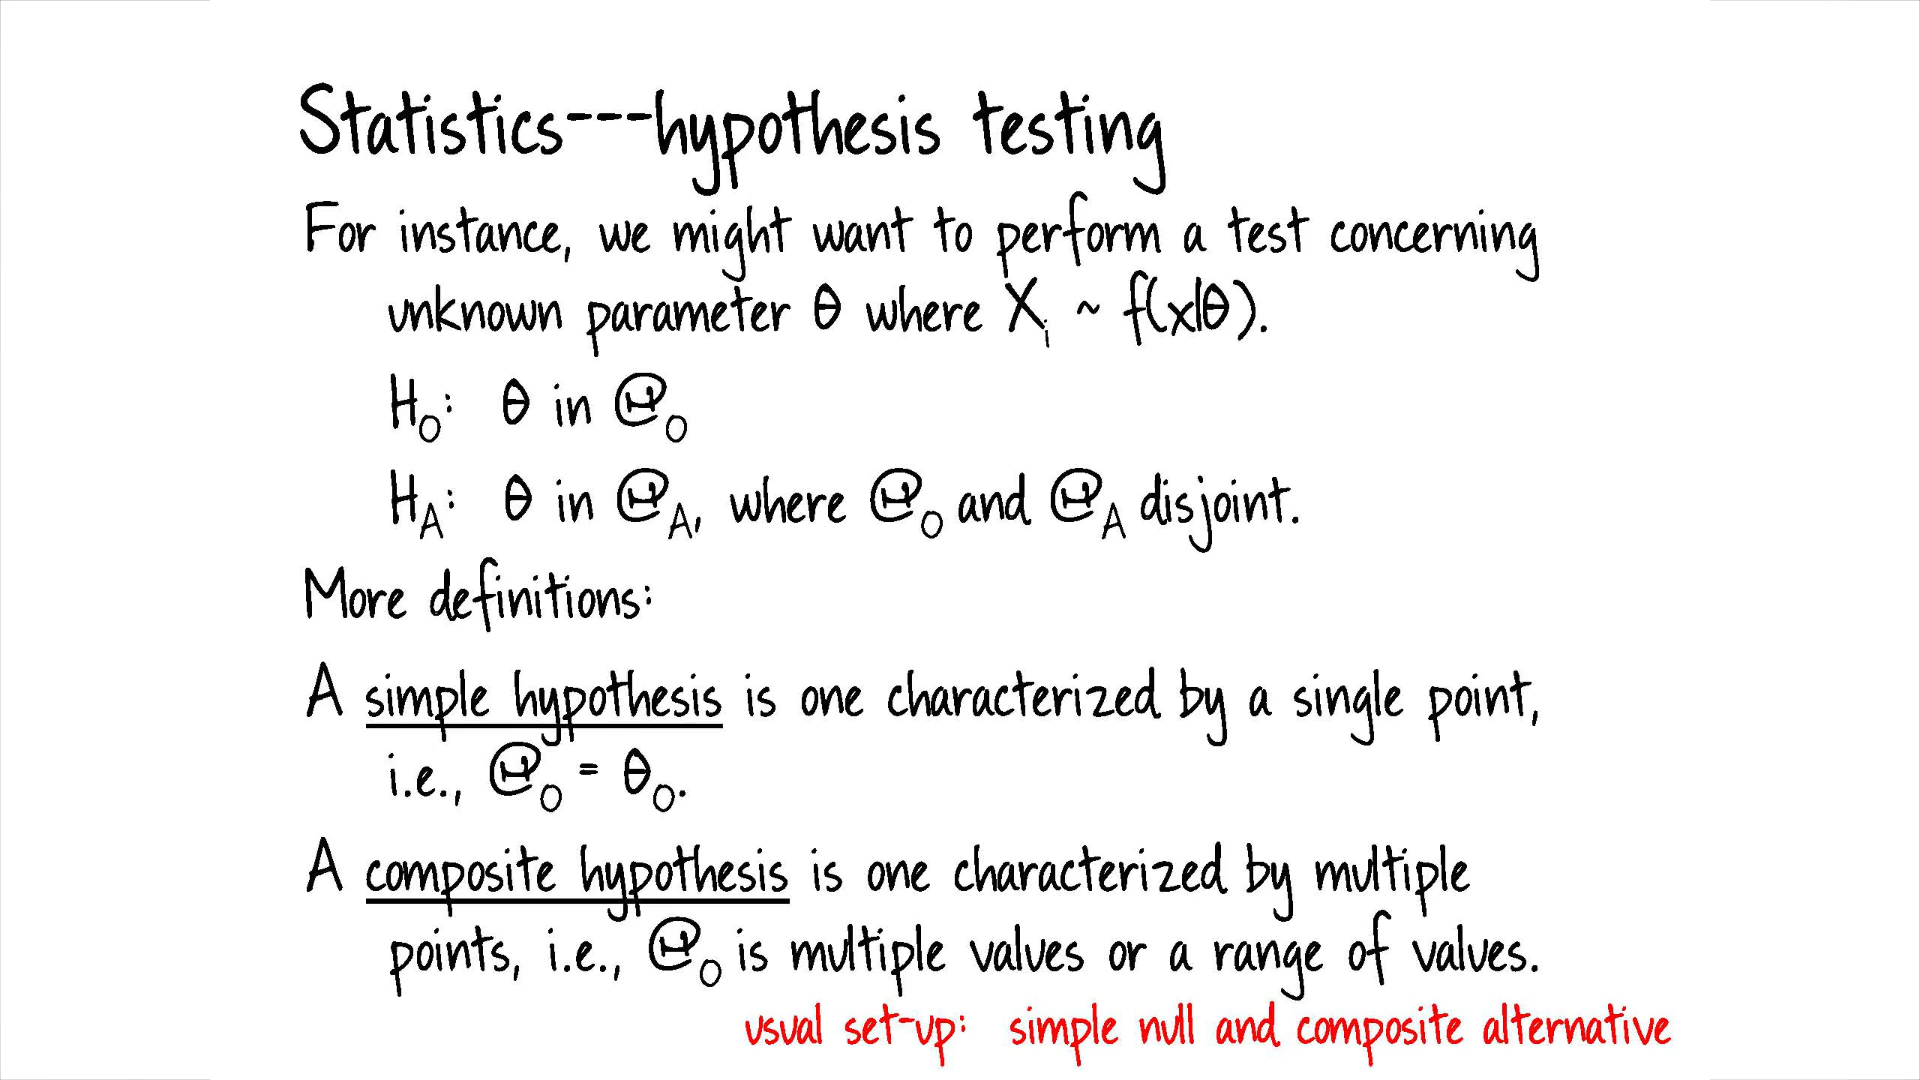 Statistics---hypothesis testing
For instance, we might want to perform a test concerning
unknown parameter θ where Xᵢ ~ f(x|θ).
H₀: θ in Θ₀
H_A: θ in Θ_A, where Θ₀ and Θ_A disjoint.
More definitions:
A simple hypothesis is one characterized by a single point,
i.e., Θ₀ = θ₀.
A composite hypothesis is one characterized by multiple
points, i.e., Θ₀ is multiple values or a range of values.
usual set-up: simple null and composite alternative